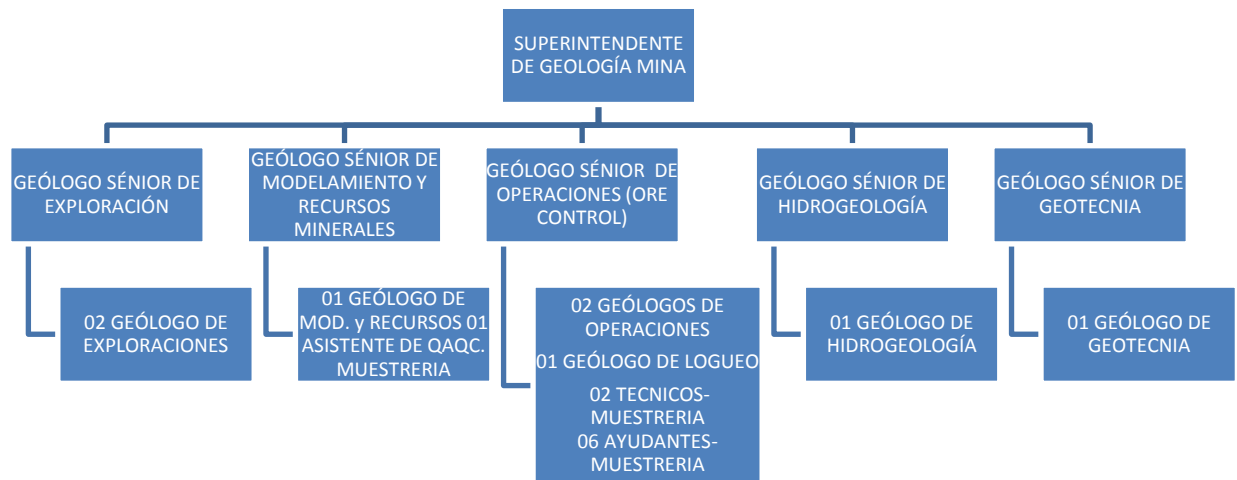 SUPERINTENDENTE
DE GEOLOGÍA MINA
GEÓLOGO SÉNIOR DE
EXPLORACIÓN
GEÓLOGO SÉNIOR DE
MODELAMIENTO Y
RECURSOS
MINERALES
GEÓLOGO SÉNIOR  DE
OPERACIONES (ORE
CONTROL)
GEÓLOGO SÉNIOR DE
HIDROGEOLOGÍA
GEÓLOGO SÉNIOR DE
GEOTECNIA
02 GEÓLOGO DE
EXPLORACIONES
01 GEÓLOGO DE
MOD. y RECURSOS 01
ASISTENTE DE QAQC.
MUESTRERIA
02 GEÓLOGOS DE
OPERACIONES
01 GEÓLOGO DE LOGUEO
02 TECNICOS-
MUESTRERIA
06 AYUDANTES-
MUESTRERIA
01 GEÓLOGO DE
HIDROGEOLOGÍA
01 GEÓLOGO DE
GEOTECNIA